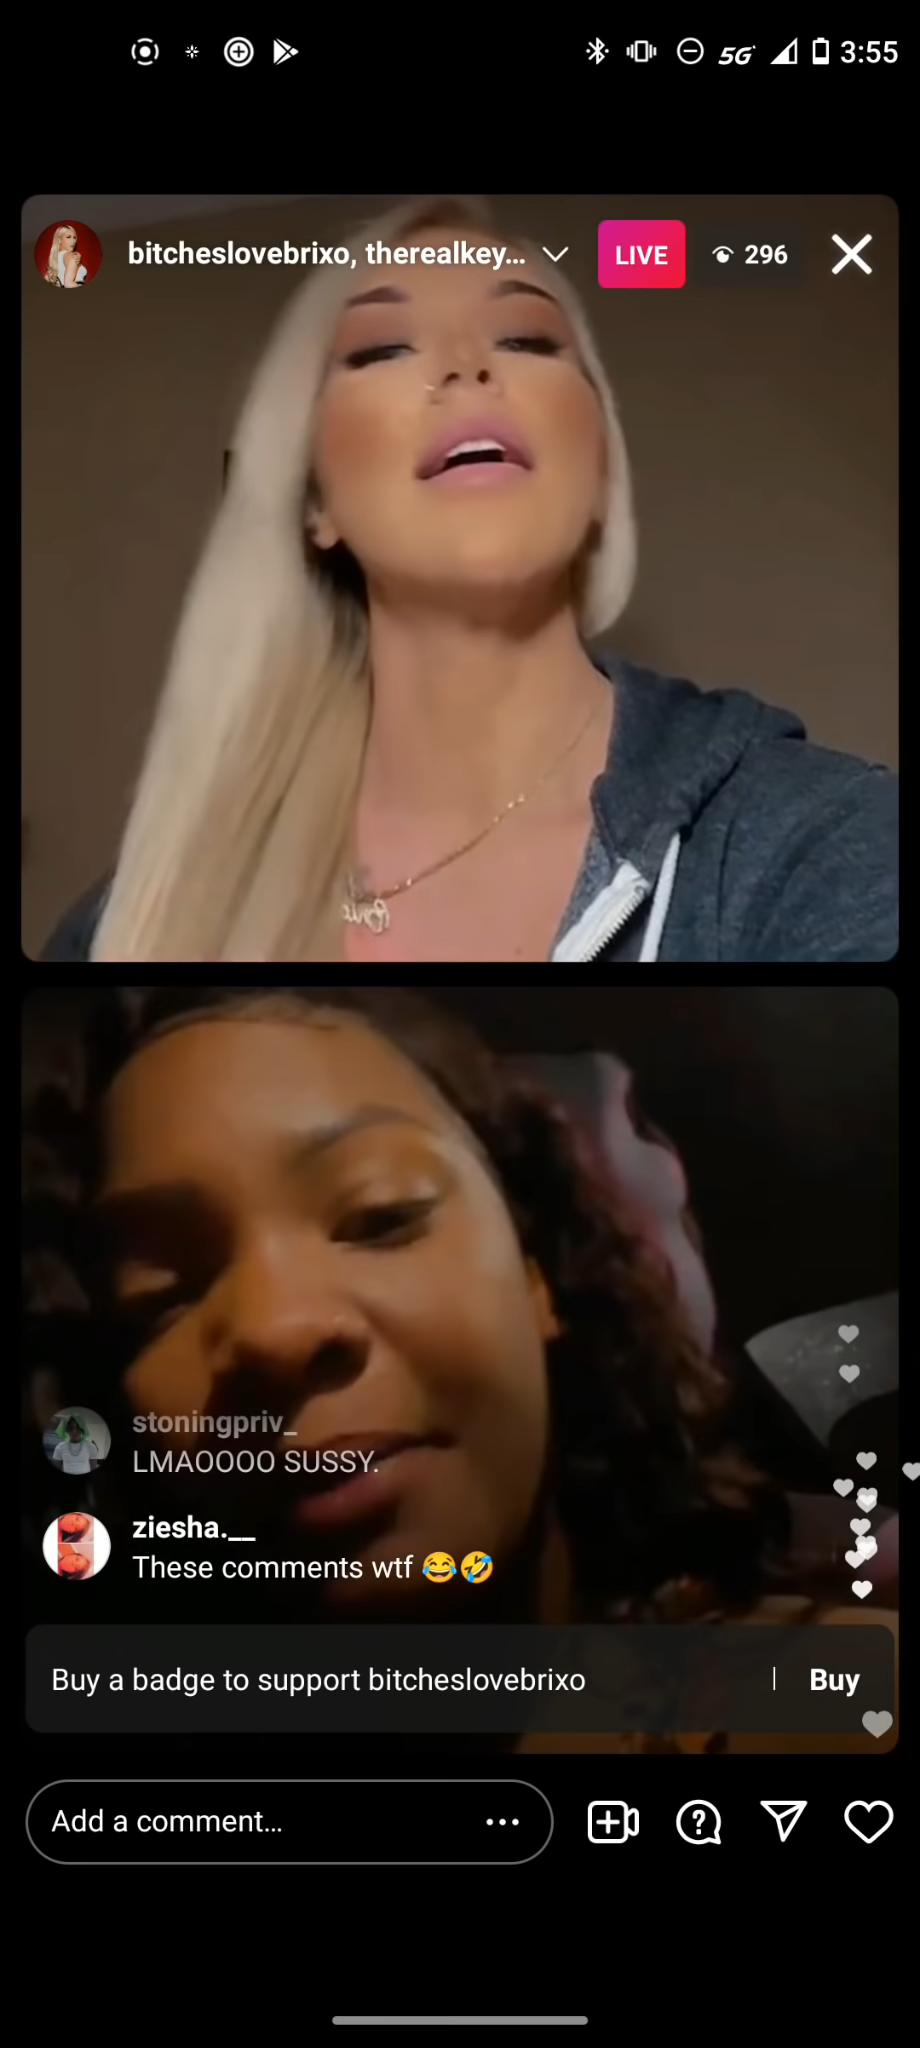 5G 3:55
bitcheslovebrixo, therealkey... LIVE 296
stoningpriv_
LMAOOOO SUSSY.
ziesha.__
These comments wtf 😂🤣
Buy a badge to support bitcheslovebrixo | Buy
Add a comment...